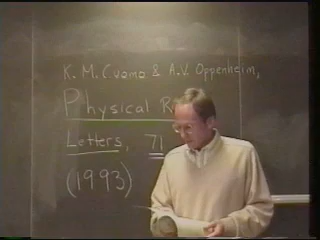 K. M. Cuomo & A.V. Oppenheim,
Physical R
Letters, 71
(1993)